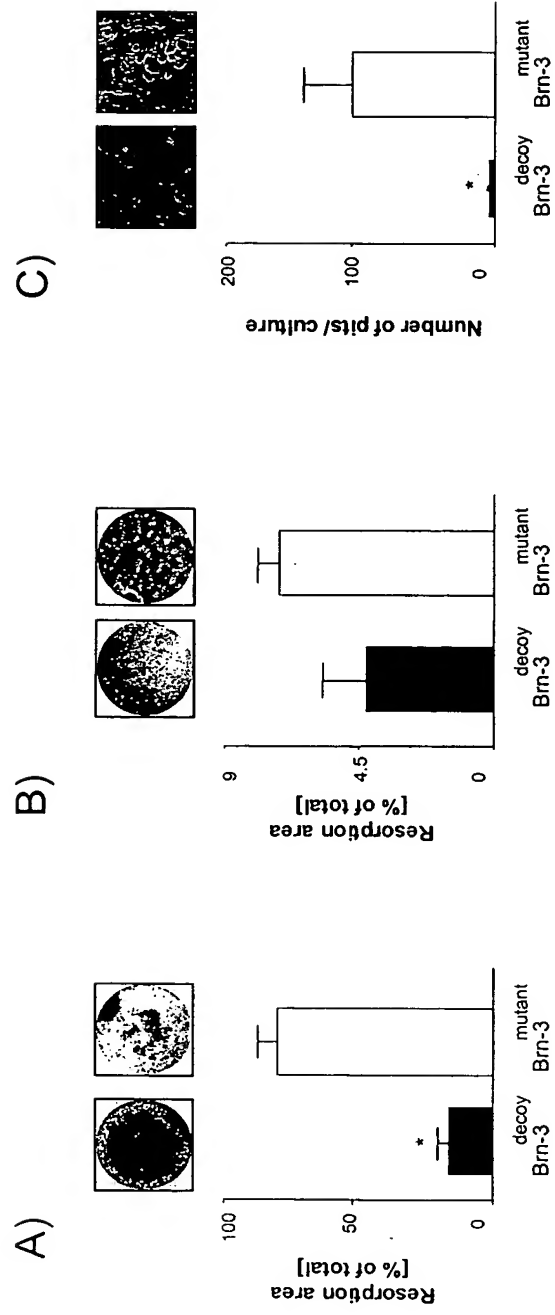 A)
100
50
0
Resorption area
[% of total]
*
decoy
Brn-3
mutant
Brn-3
B)
9
4.5
0
Resorption area
[% of total]
decoy
Brn-3
mutant
Brn-3
C)
200
100
0
Number of pits/ culture
*
decoy
Brn-3
mutant
Brn-3